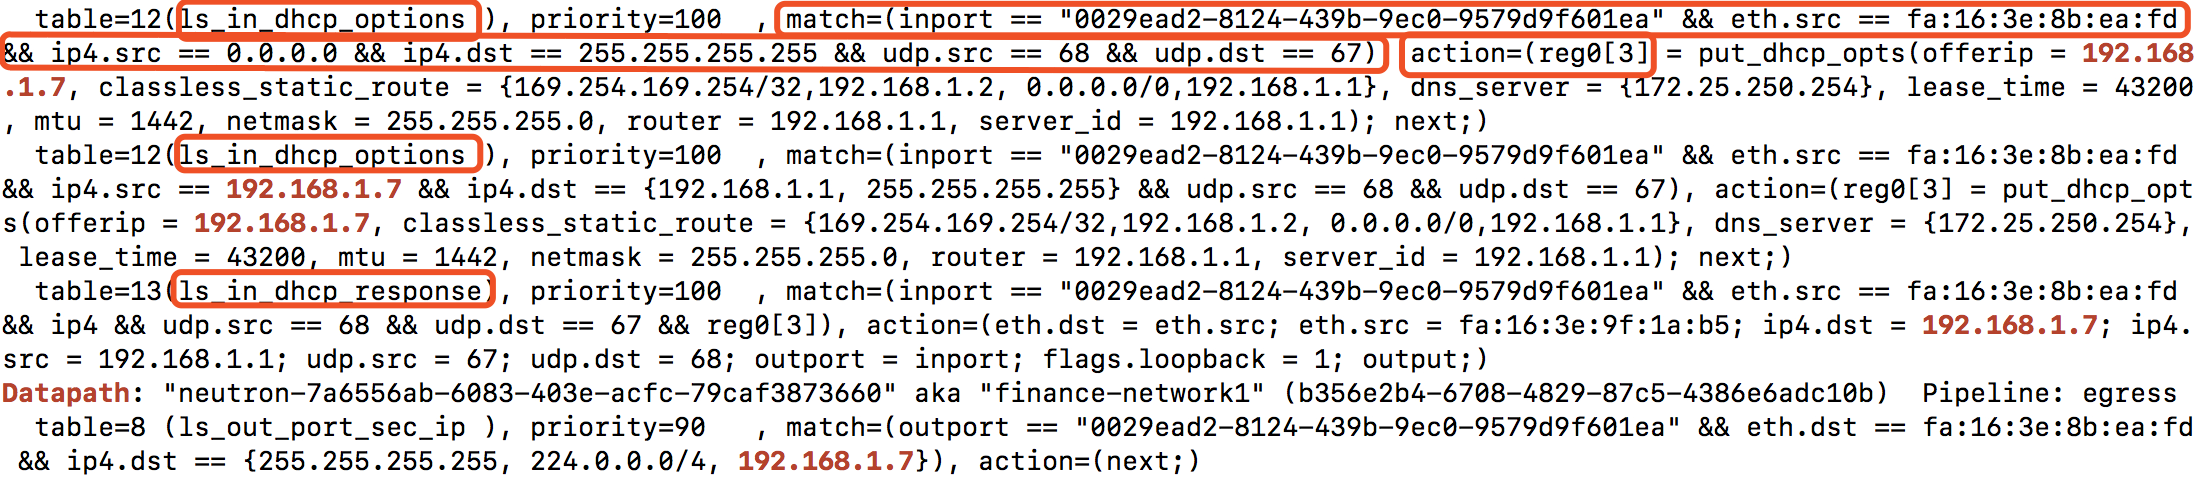 table=12(ls_in_dhcp_options ), priority=100  , match=(inport == "0029ead2-8124-439b-9ec0-9579d9f601ea" && eth.src == fa:16:3e:8b:ea:fd
&& ip4.src == 0.0.0.0 && ip4.dst == 255.255.255.255 && udp.src == 68 && udp.dst == 67) action=(reg0[3] = put_dhcp_opts(offerip = 192.168
.1.7, classless_static_route = {169.254.169.254/32,192.168.1.2, 0.0.0.0/0,192.168.1.1}, dns_server = {172.25.250.254}, lease_time = 43200
, mtu = 1442, netmask = 255.255.255.0, router = 192.168.1.1, server_id = 192.168.1.1); next;)
table=12(ls_in_dhcp_options ), priority=100  , match=(inport == "0029ead2-8124-439b-9ec0-9579d9f601ea" && eth.src == fa:16:3e:8b:ea:fd
&& ip4.src == 192.168.1.7 && ip4.dst == {192.168.1.1, 255.255.255.255} && udp.src == 68 && udp.dst == 67), action=(reg0[3] = put_dhcp_opt
s(offerip = 192.168.1.7, classless_static_route = {169.254.169.254/32,192.168.1.2, 0.0.0.0/0,192.168.1.1}, dns_server = {172.25.250.254},
lease_time = 43200, mtu = 1442, netmask = 255.255.255.0, router = 192.168.1.1, server_id = 192.168.1.1); next;)
table=13(ls_in_dhcp_response), priority=100  , match=(inport == "0029ead2-8124-439b-9ec0-9579d9f601ea" && eth.src == fa:16:3e:8b:ea:fd
&& ip4 && udp.src == 68 && udp.dst == 67 && reg0[3]), action=(eth.dst = eth.src; eth.src = fa:16:3e:9f:1a:b5; ip4.dst = 192.168.1.7; ip4.
src = 192.168.1.1; udp.src = 67; udp.dst = 68; outport = inport; flags.loopback = 1; output;)
Datapath: "neutron-7a6556ab-6083-403e-acfc-79caf3873660" aka "finance-network1" (b356e2b4-6708-4829-87c5-4386e6adc10b)  Pipeline: egress
table=8 (ls_out_port_sec_ip ), priority=90   , match=(outport == "0029ead2-8124-439b-9ec0-9579d9f601ea" && eth.dst == fa:16:3e:8b:ea:fd
&& ip4.dst == {255.255.255.255, 224.0.0.0/4, 192.168.1.7}), action=(next;)